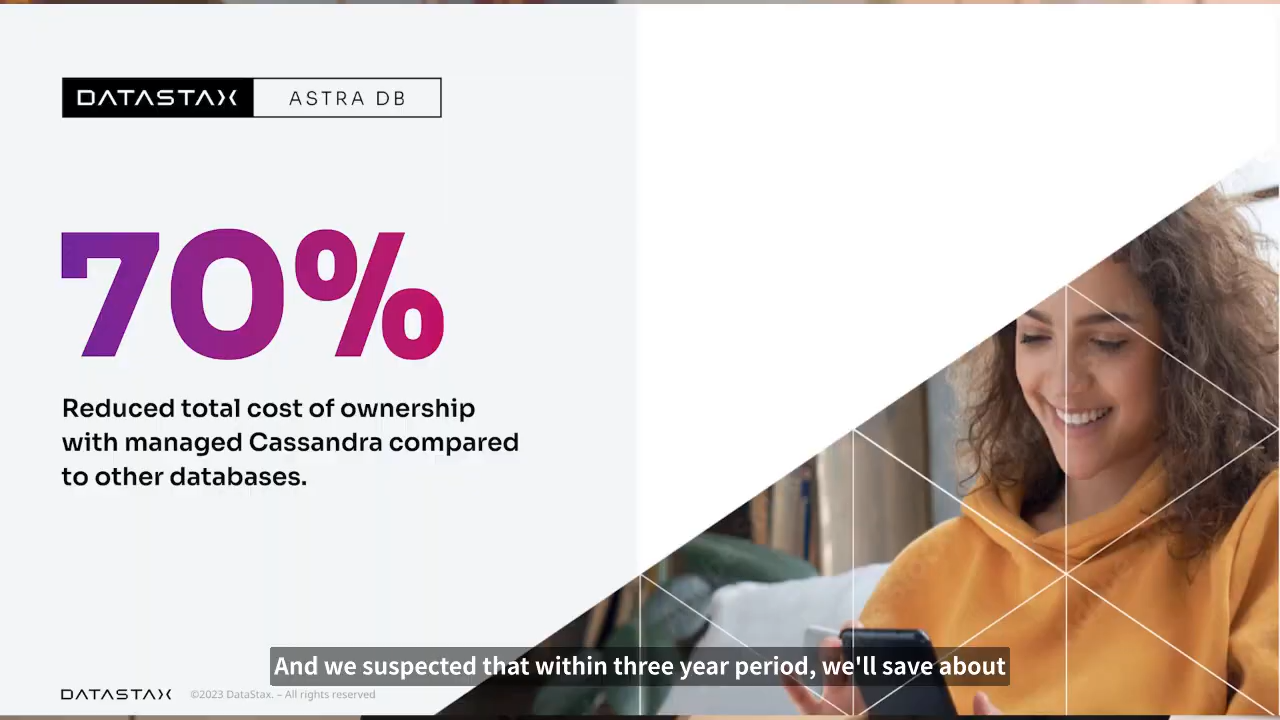 DATASTAX ASTRA DB
70%
Reduced total cost of ownership
with managed Cassandra compared
to other databases.
And we suspected that within three year period, we'll save about
DATASTAX ©2023 DataStax. – All rights reserved